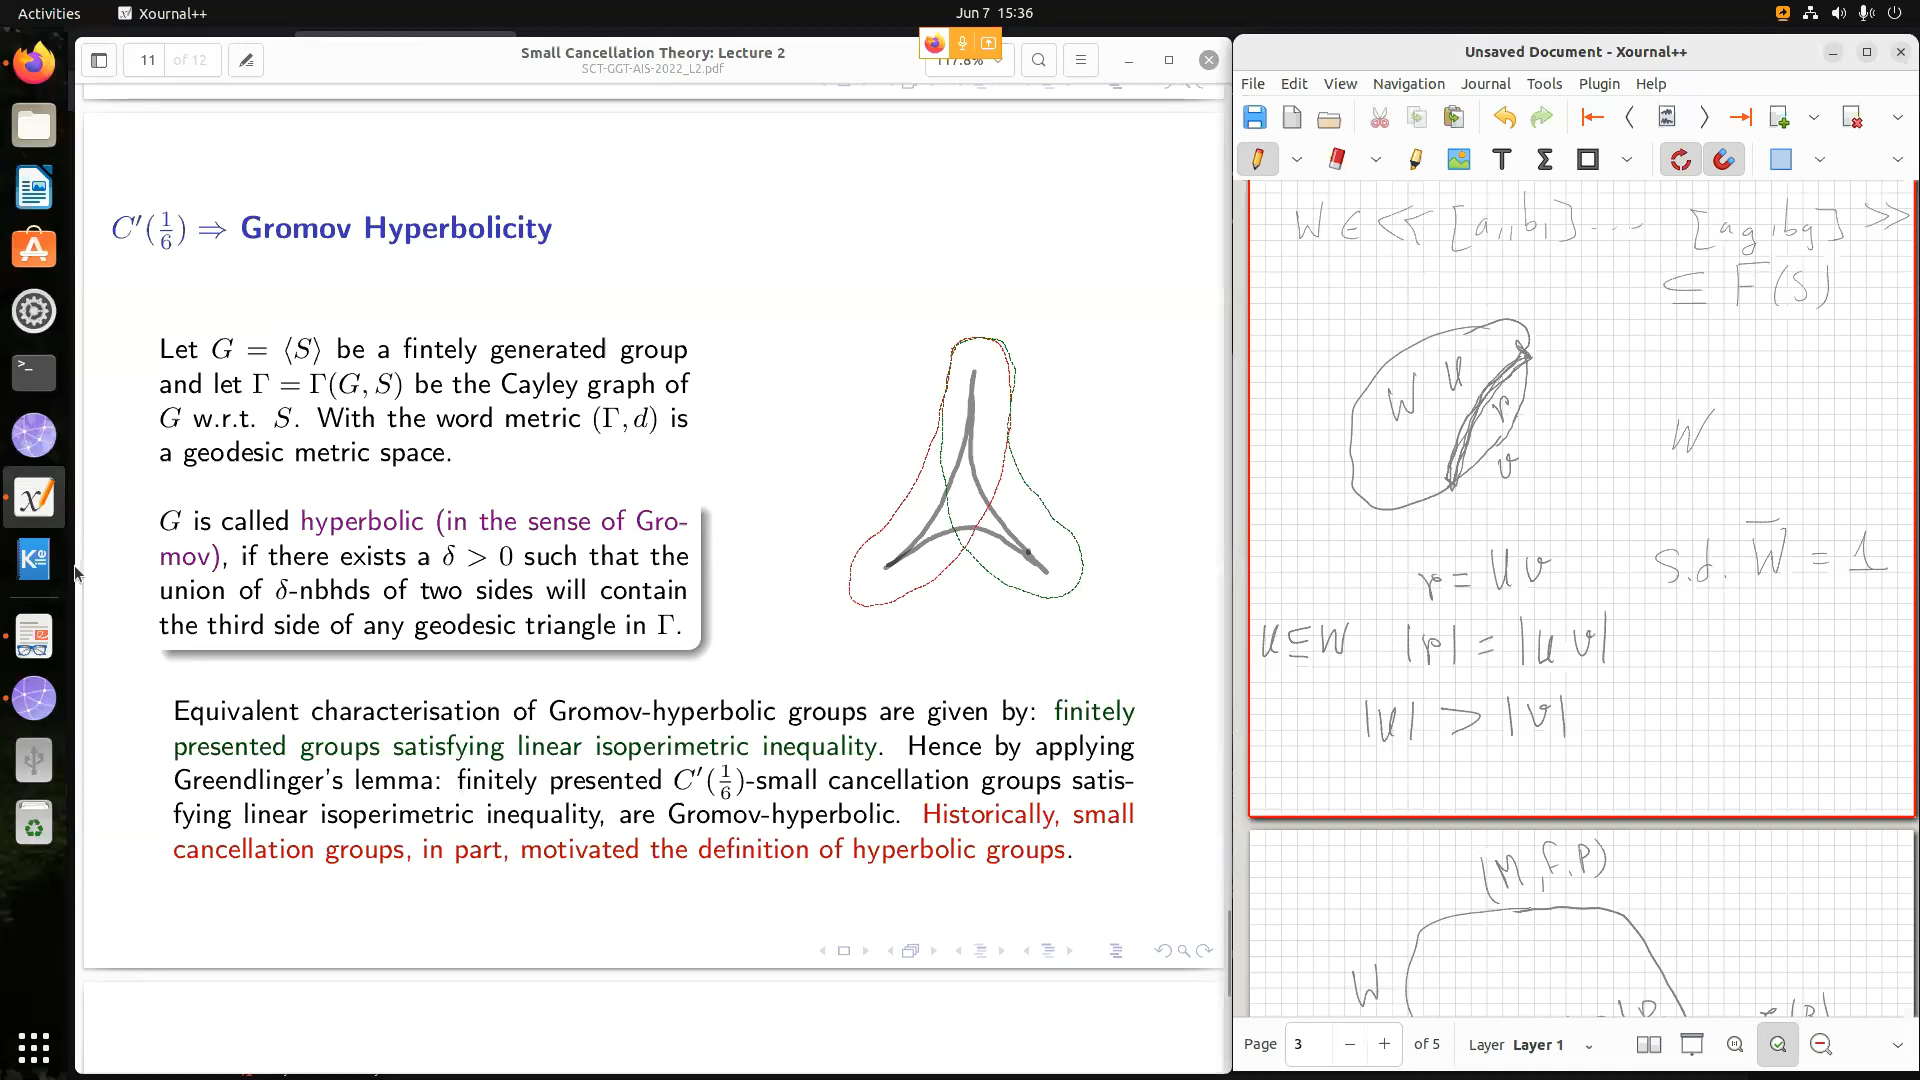 Activities
Xournal++
Jun 7 15:36
11 of 12
Small Cancellation Theory: Lecture 2
SCT-GGT-AIS-2022_L2.pdf
C′(1/6) ⇒ Gromov Hyperbolicity
Let G = ⟨S⟩ be a fintely generated group
and let Γ = Γ(G, S) be the Cayley graph of
G w.r.t. S. With the word metric (Γ, d) is
a geodesic metric space.
G is called hyperbolic (in the sense of Gro-
mov), if there exists a δ > 0 such that the
union of δ-nbhds of two sides will contain
the third side of any geodesic triangle in Γ.
Equivalent characterisation of Gromov-hyperbolic groups are given by: finitely
presented groups satisfying linear isoperimetric inequality. Hence by applying
Greendlinger's lemma: finitely presented C′(1/6)-small cancellation groups satis-
fying linear isoperimetric inequality, are Gromov-hyperbolic. Historically, small
cancellation groups, in part, motivated the definition of hyperbolic groups.
Unsaved Document - Xournal++
File Edit View Navigation Journal Tools Plugin Help
W ∈ << [a1,b1] .... [ag,bg] >>
⊆ F(S)
W u r v
W
r = u v
s.t. W̅ = 1
u ⊆ W |r| = |u v|
|u| > |v|
(M, F, P)
W
Page 3 of 5 Layer Layer 1